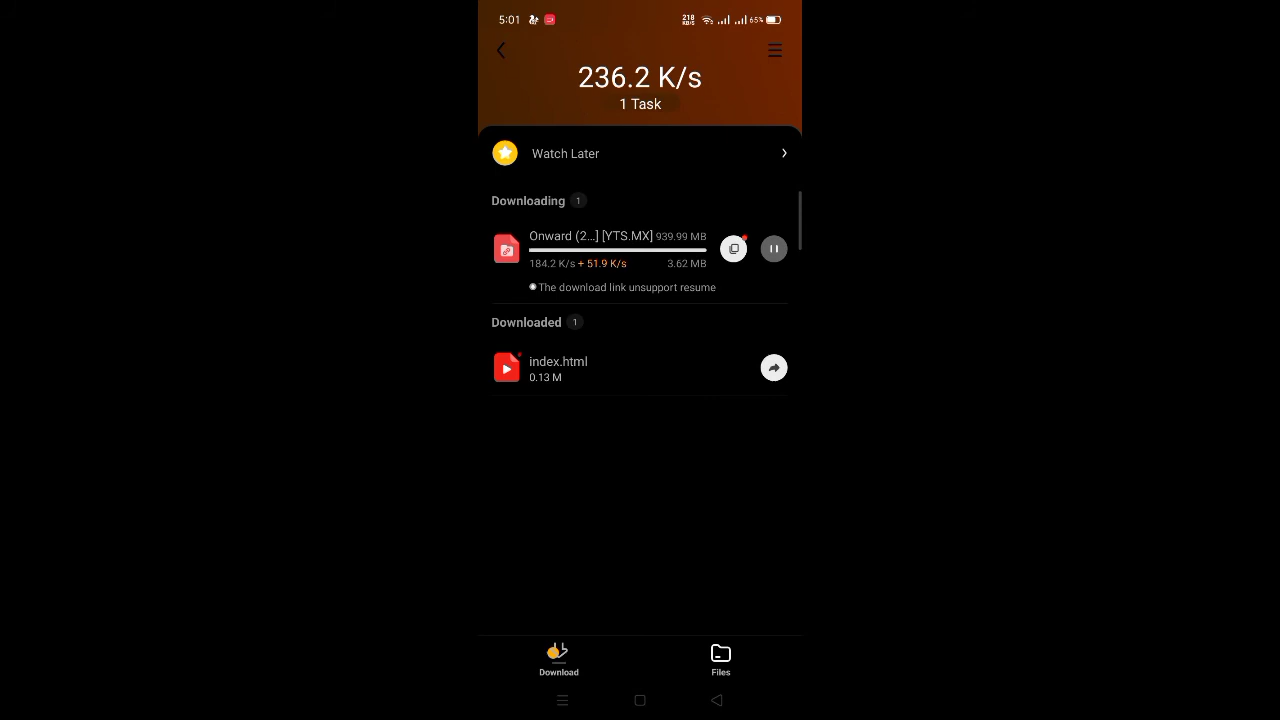 5:01 218 KB/S 65%
236.2 K/s
1 Task
Watch Later
Downloading 1
Onward (2...] [YTS.MX] 939.99 MB
184.2 K/s + 51.9 K/s 3.62 MB
The download link unsupport resume
Downloaded 1
index.html
0.13 M
Download Files